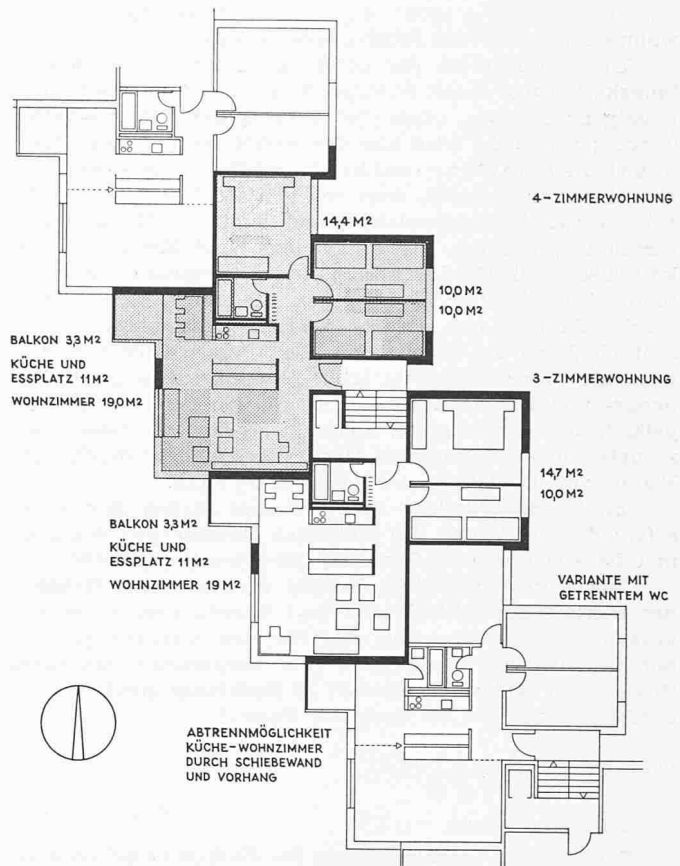 4-ZIMMERWOHNUNG
14,4 M²
10,0 M2
10,0 M2
BALKON 3,3 M2
KÜCHE UND
ESSPLATZ 11 M2
WOHNZIMMER 19,0 M2
3-ZIMMERWOHNUNG
14,7 M2
10,0 M2
BALKON 3,3 M2
KÜCHE UND
ESSPLATZ 11 M2
WOHNZIMMER 19 M2
VARIANTE MIT
GETRENNTEM WC
ABTRENNMÖGLICHKEIT
KÜCHE-WOHNZIMMER
DURCH SCHIEBEWAND
UND VORHANG